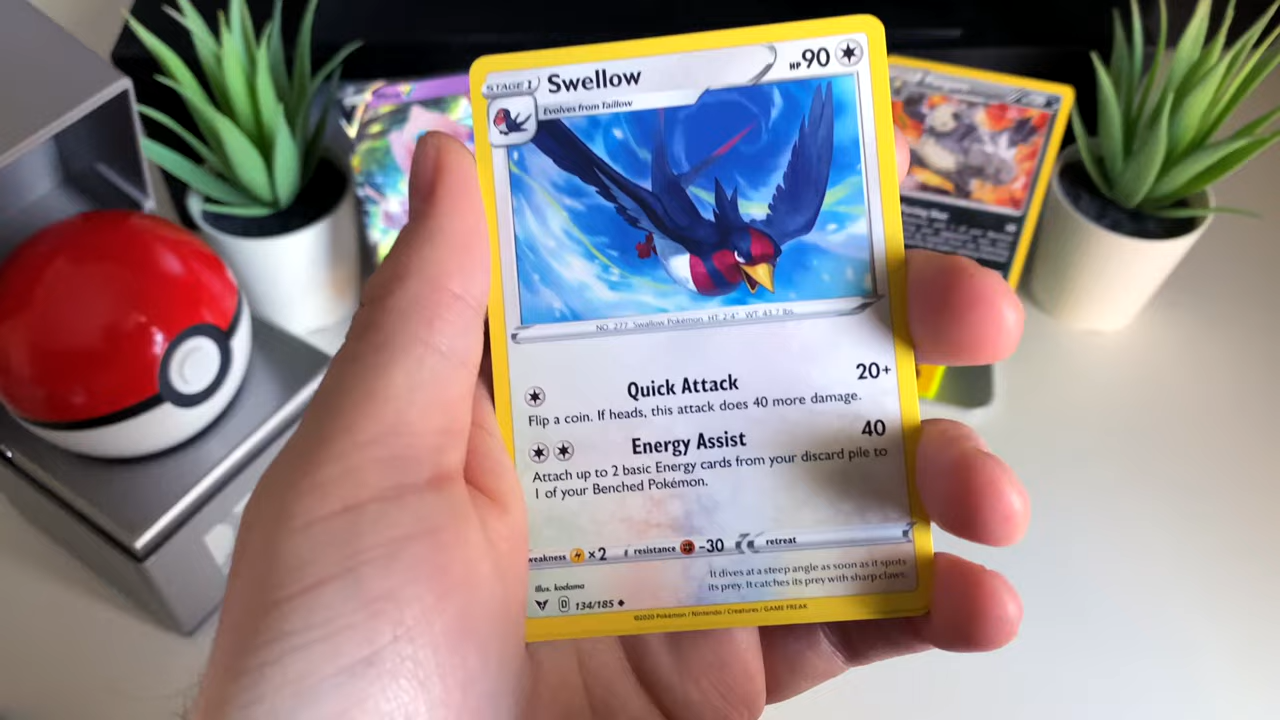 STAGE 1 Swellow HP 90
Evolves from Taillow
NO. 277 Swallow Pokémon HT: 2'4" WT: 43.7 lbs.
Quick Attack 20+
Flip a coin. If heads, this attack does 40 more damage.
Energy Assist 40
Attach up to 2 basic Energy cards from your discard pile to
1 of your Benched Pokémon.
weakness ×2 resistance -30 retreat
Illus. kodama
It dives at a steep angle as soon as it spots
its prey. It catches its prey with sharp claws.
D 134/185
©2020 Pokémon / Nintendo / Creatures / GAME FREAK